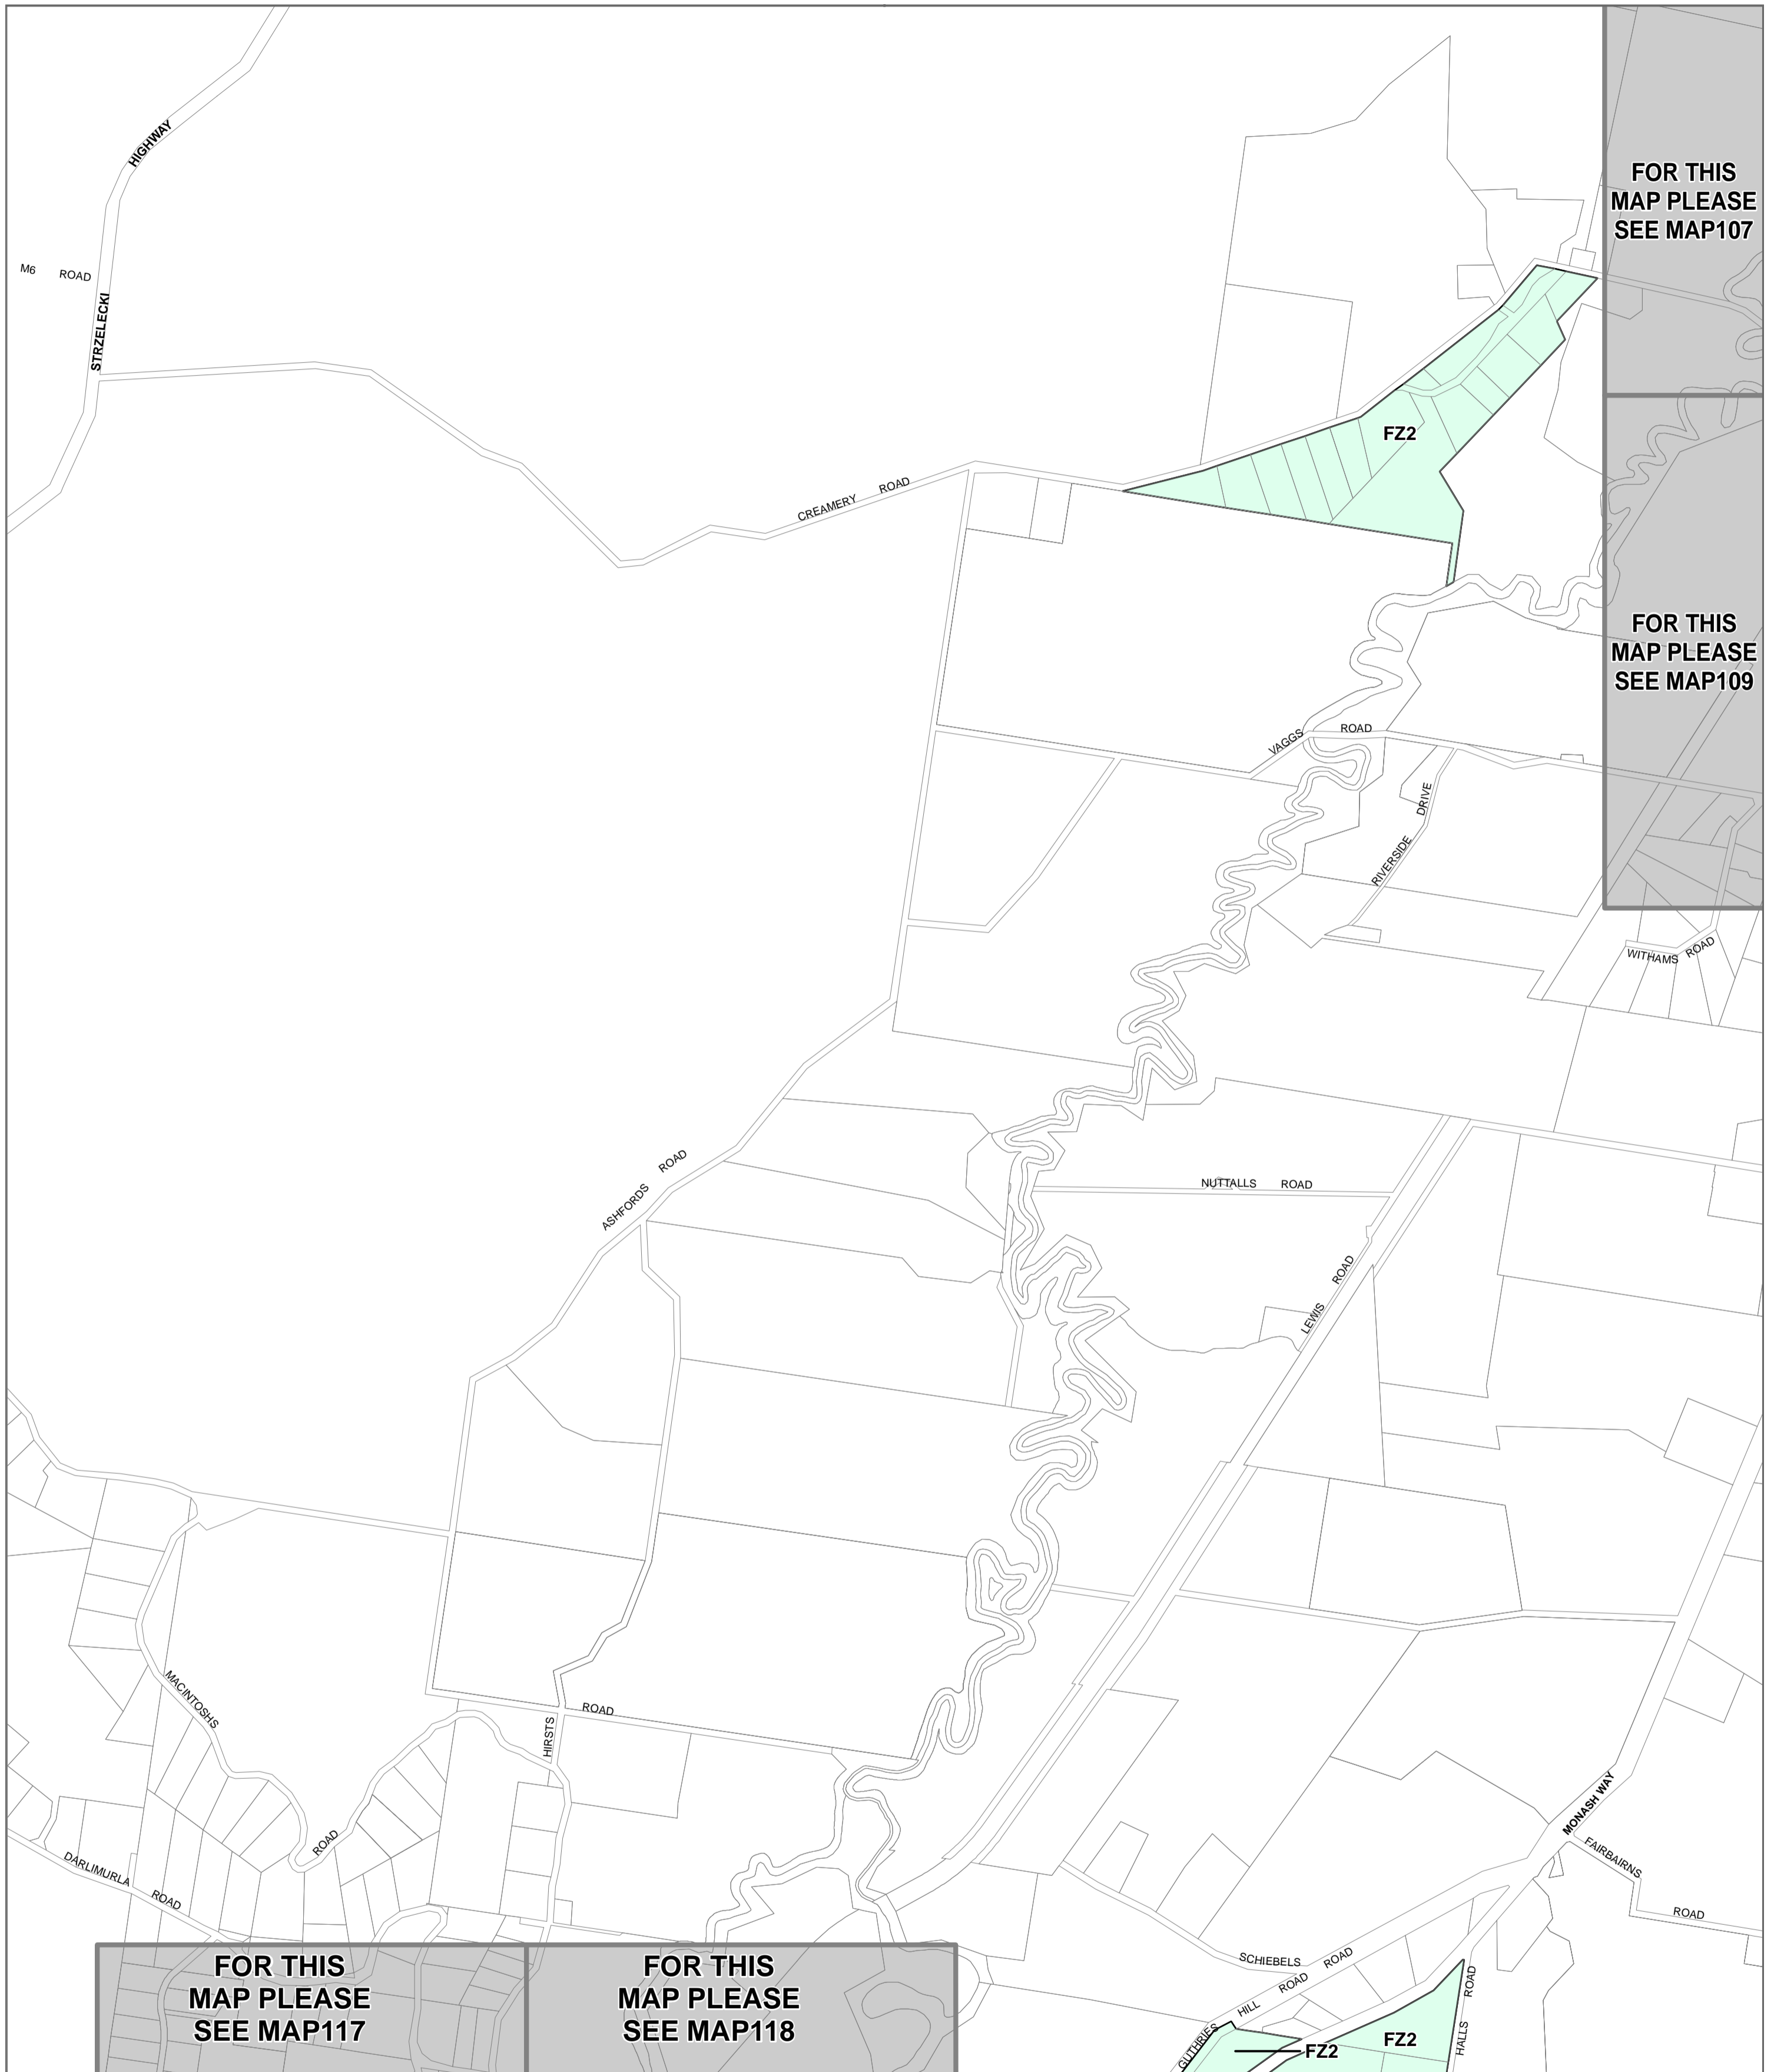 HIGHWAY
FOR THIS
MAP PLEASE
SEE MAP107
M6 ROAD
STRZELECKI
FZ2
CREAMERY ROAD
FOR THIS
MAP PLEASE
SEE MAP109
VAGGS ROAD
RIVERSIDE DRIVE
WITHAMS ROAD
ASHFORDS ROAD
NUTTALLS ROAD
LEWIS ROAD
MACINTOSHS ROAD
HIRSTS ROAD
MONASH WAY
FAIRBAIRNS ROAD
DARLIMURLA ROAD
SCHIEBELS ROAD
GUTHRIES HILL ROAD
HALLS ROAD
FOR THIS
MAP PLEASE
SEE MAP117
FOR THIS
MAP PLEASE
SEE MAP118
FZ2
FZ2